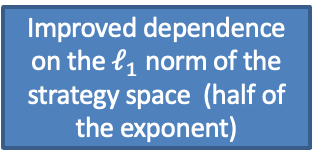 Improved dependence
on the ℓ₁ norm of the
strategy space (half of
the exponent)